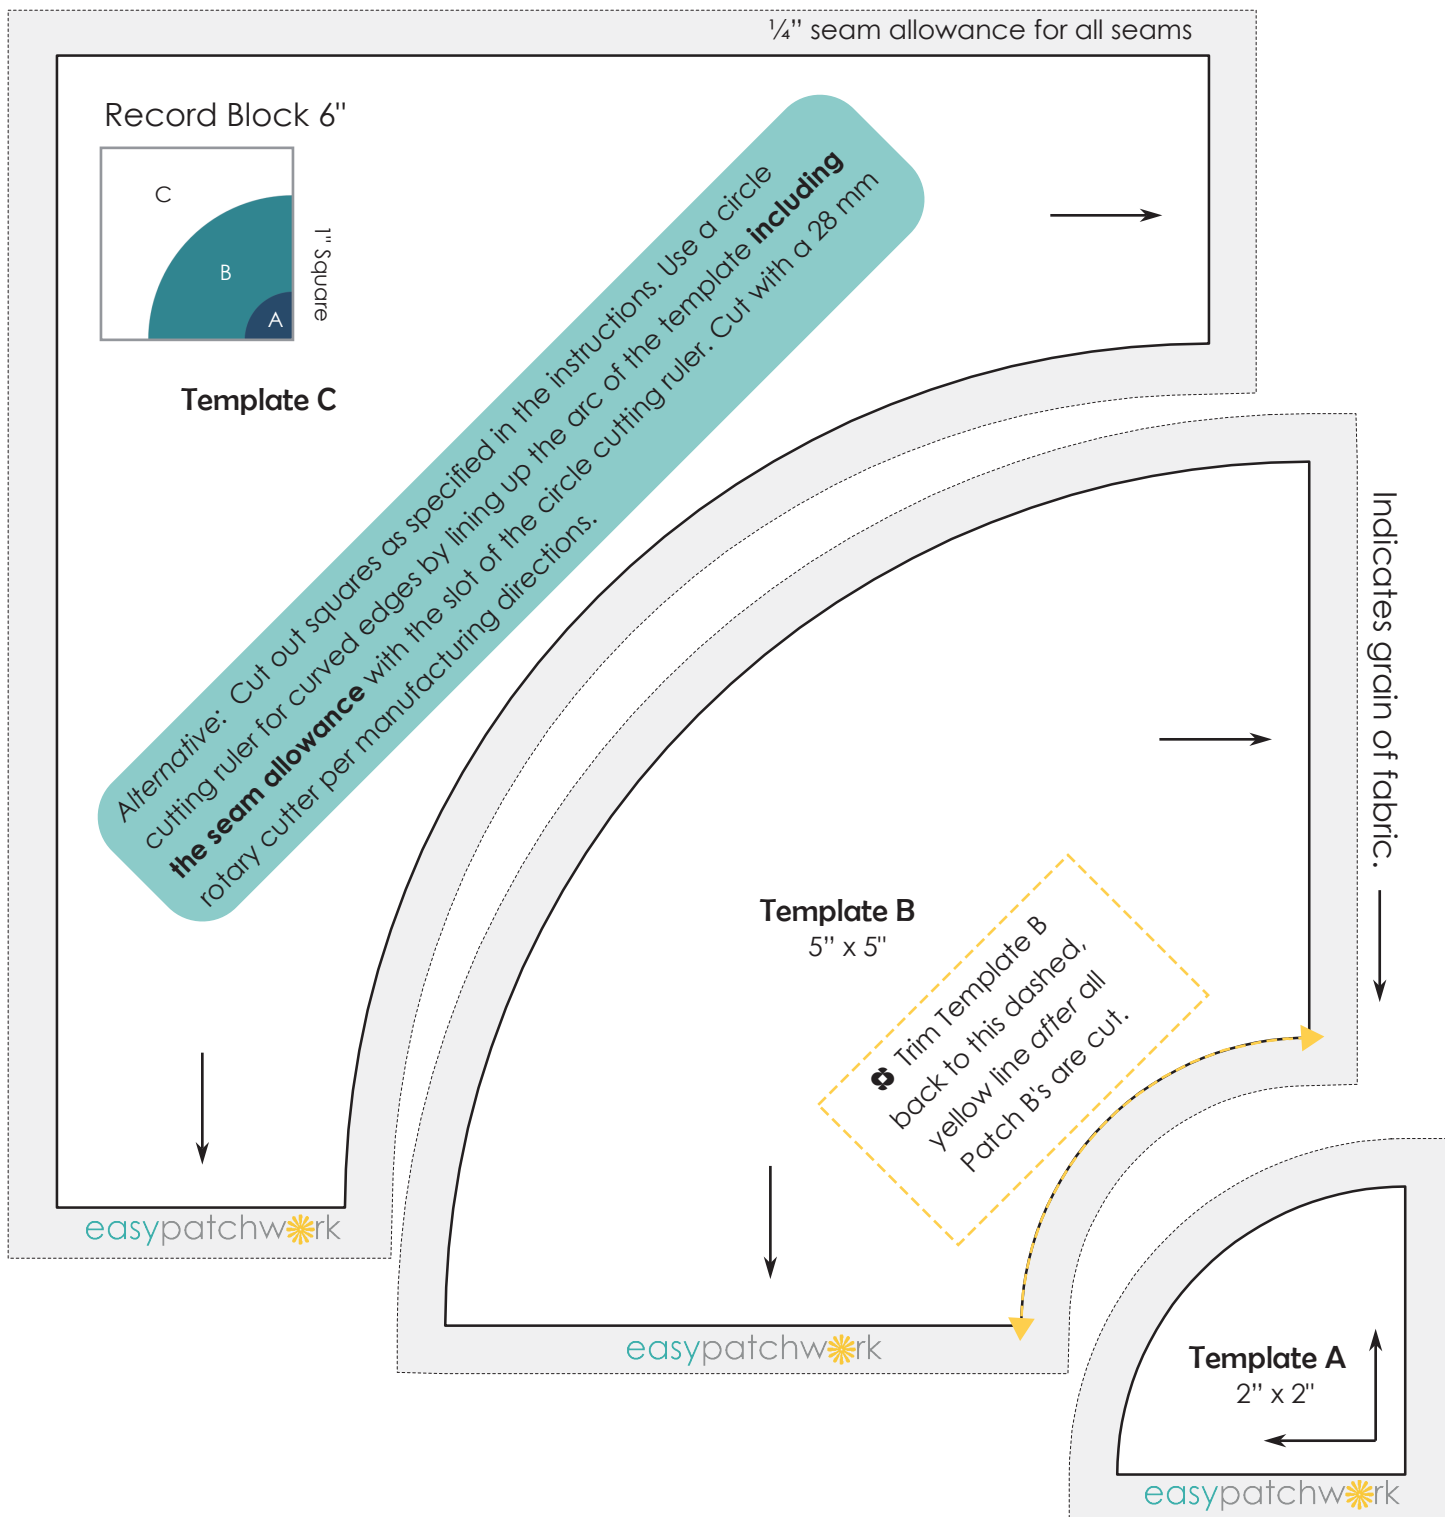 ¼” seam allowance for all seams
Record Block 6"
C
B
A
1" Square
Template C
Alternative:  Cut out squares as specified in the instructions. Use a circle
cutting ruler for curved edges by lining up the arc of the template including
the seam allowance with the slot of the circle cutting ruler. Cut with a 28 mm
rotary cutter per manufacturing directions.
easypatchwork
Indicates grain of fabric.
Template B
5” x 5"
Trim Template B
back to this dashed,
yellow line after all
Patch B's are cut.
easypatchwork
Template A
2” x 2"
easypatchwork